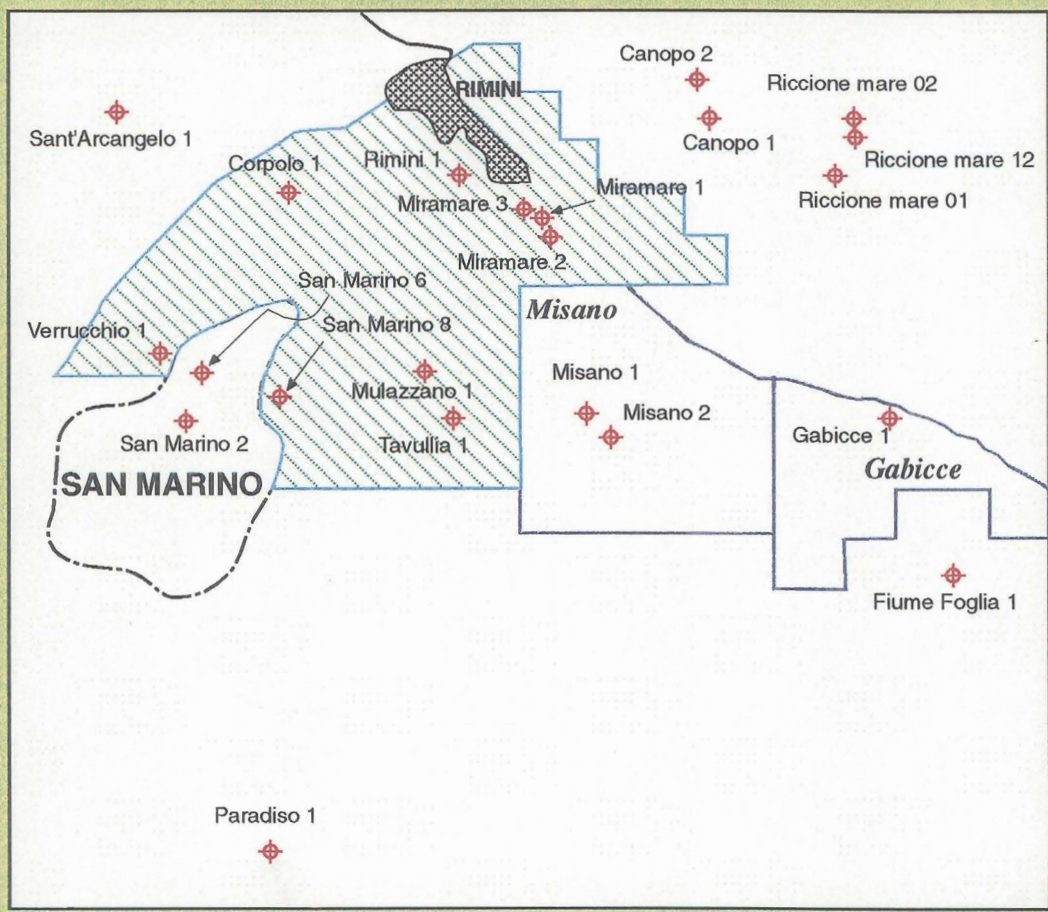 Canopo 2
RIMINI
Riccione mare 02
Sant'Arcangelo 1
Canopo 1
Corpolo 1
Rimini 1
Riccione mare 12
Miramare 1
Miramare 3
Riccione mare 01
Miramare 2
San Marino 6
Misano
San Marino 8
Verrucchio 1
Misano 1
Mulazzano 1
Misano 2
San Marino 2
Tavullia 1
Gabicce 1
Gabicce
SAN MARINO
Fiume Foglia 1
Paradiso 1